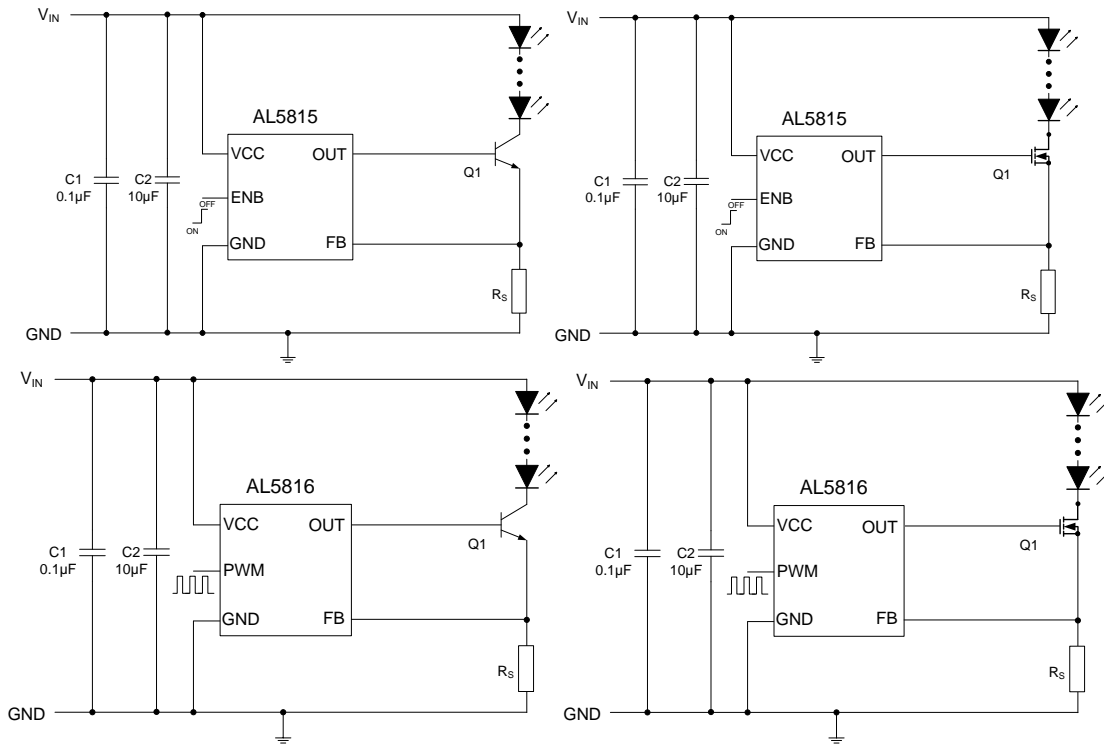 VIN
AL5815
VCC OUT
Q1
C1 C2
0.1µF 10µF
ENB
OFF
ON
GND FB
RS
GND
VIN
AL5815
VCC OUT
Q1
C1 C2
0.1µF 10µF
ENB
OFF
ON
GND FB
RS
GND
VIN
AL5816
VCC OUT
Q1
C1 C2
0.1µF 10µF
PWM
GND FB
RS
GND
VIN
AL5816
VCC OUT
Q1
C1 C2
0.1µF 10µF
PWM
GND FB
RS
GND